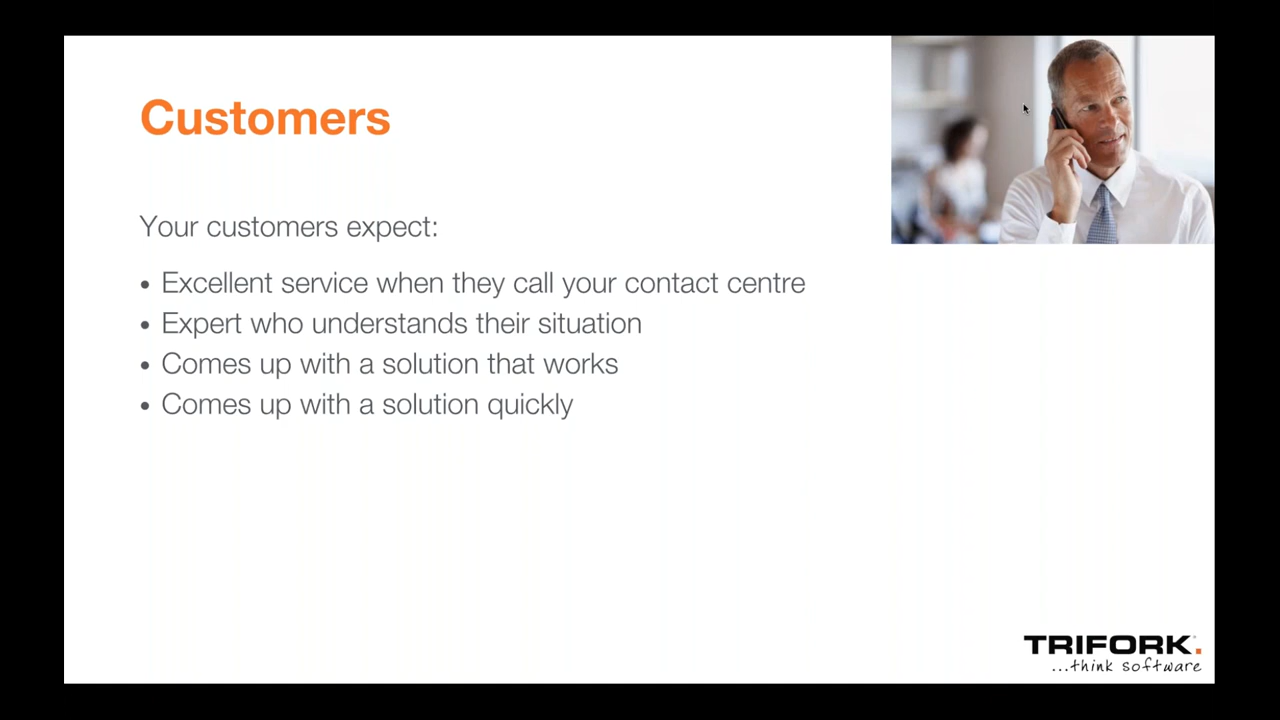 Customers
Your customers expect:
• Excellent service when they call your contact centre
• Expert who understands their situation
• Comes up with a solution that works
• Comes up with a solution quickly
TRIFORK.
...think software